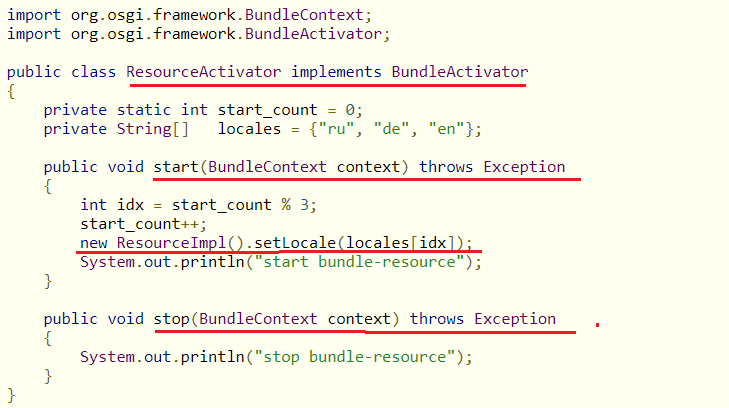 import org.osgi.framework.BundleContext;
import org.osgi.framework.BundleActivator;
public class ResourceActivator implements BundleActivator
{
private static int start_count = 0;
private String[] locales = {"ru", "de", "en"};
public void start(BundleContext context) throws Exception
{
int idx = start_count % 3;
start_count++;
new ResourceImpl().setLocale(locales[idx]);
System.out.println("start bundle-resource");
}
public void stop(BundleContext context) throws Exception
{
System.out.println("stop bundle-resource");
}
}